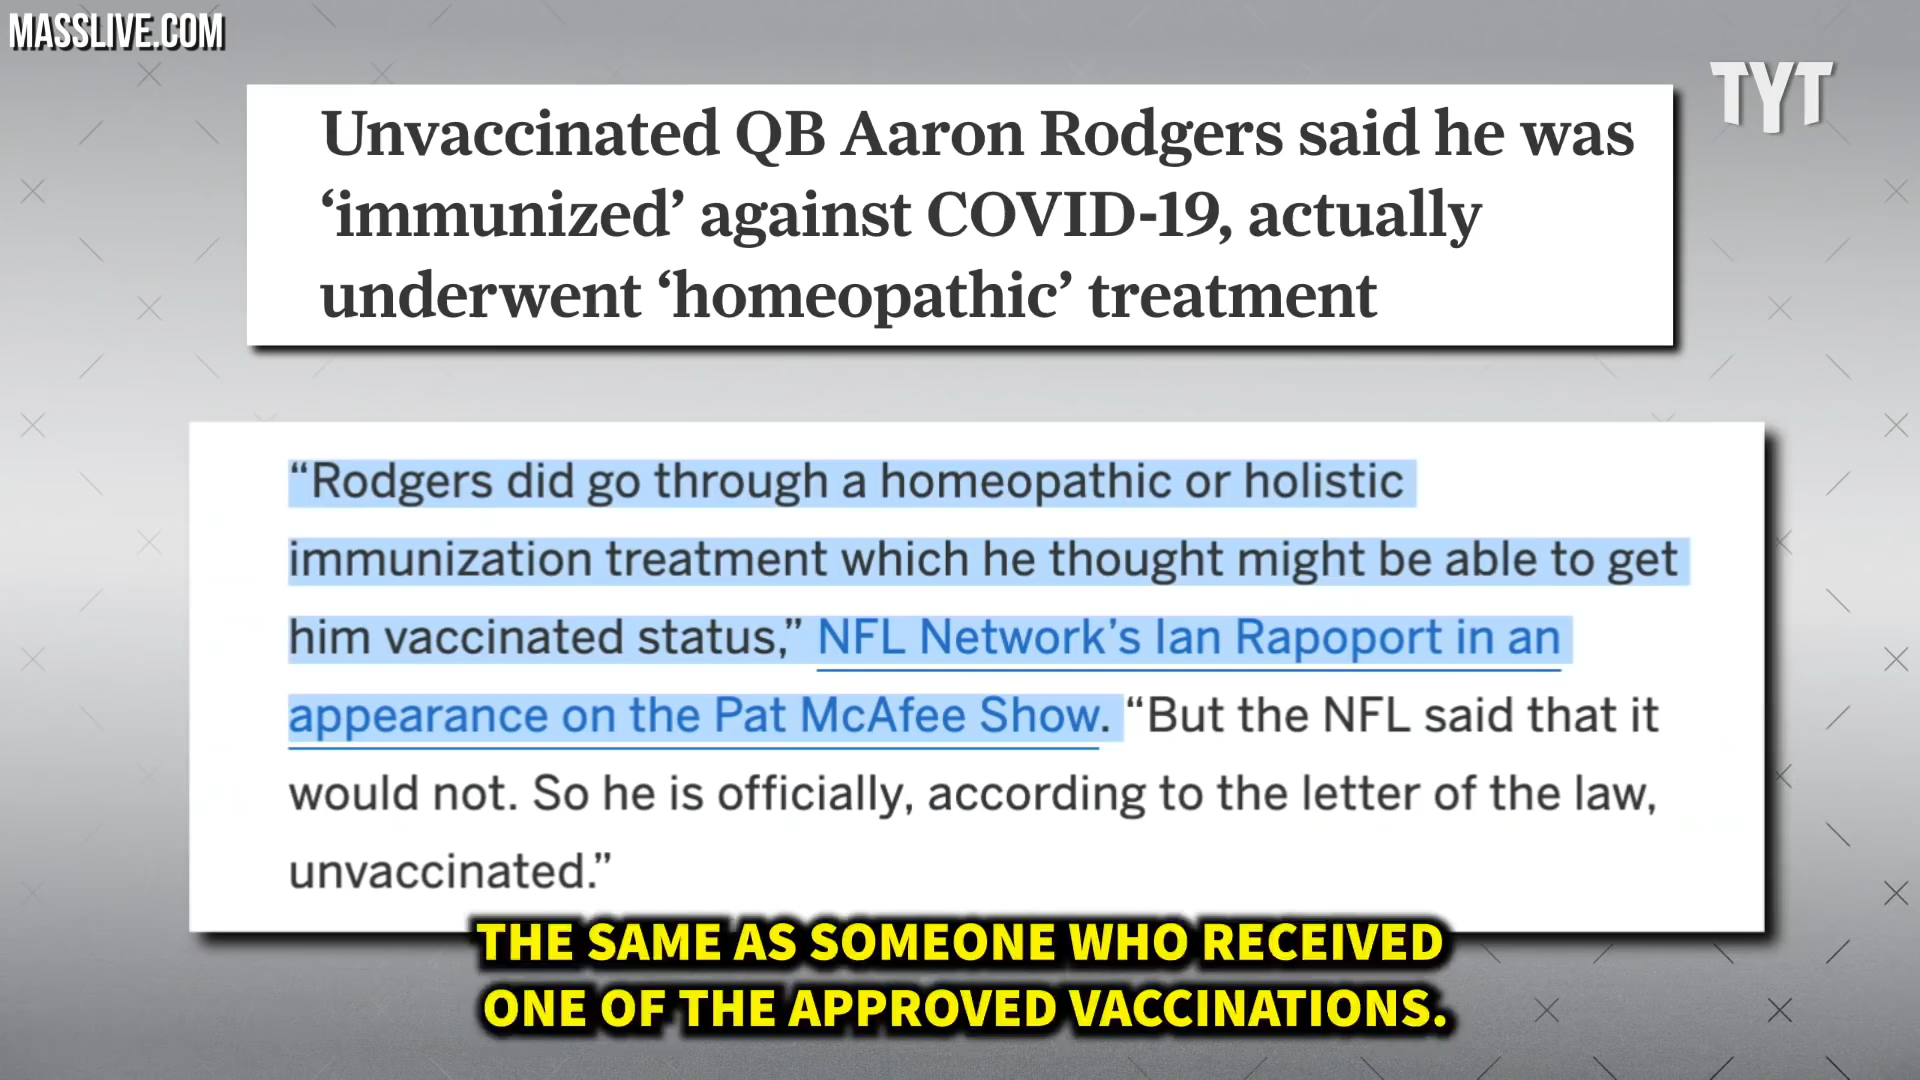 MASSLIVE.COM
TYT
Unvaccinated QB Aaron Rodgers said he was
‘immunized’ against COVID-19, actually
underwent ‘homeopathic’ treatment
“Rodgers did go through a homeopathic or holistic
immunization treatment which he thought might be able to get
him vaccinated status,” NFL Network’s Ian Rapoport in an
appearance on the Pat McAfee Show. “But the NFL said that it
would not. So he is officially, according to the letter of the law,
unvaccinated.”
THE SAME AS SOMEONE WHO RECEIVED
ONE OF THE APPROVED VACCINATIONS.